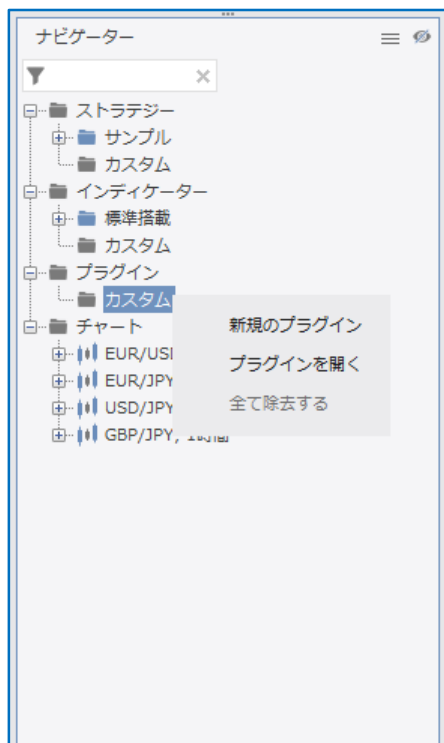 ナビゲーター
ストラテジー
サンプル
カスタム
インディケーター
標準搭載
カスタム
プラグイン
カスタム
新規のプラグイン
チャート
EUR/USD
プラグインを開く
EUR/JPY
USD/JPY
全て除去する
GBP/JPY, 1時間